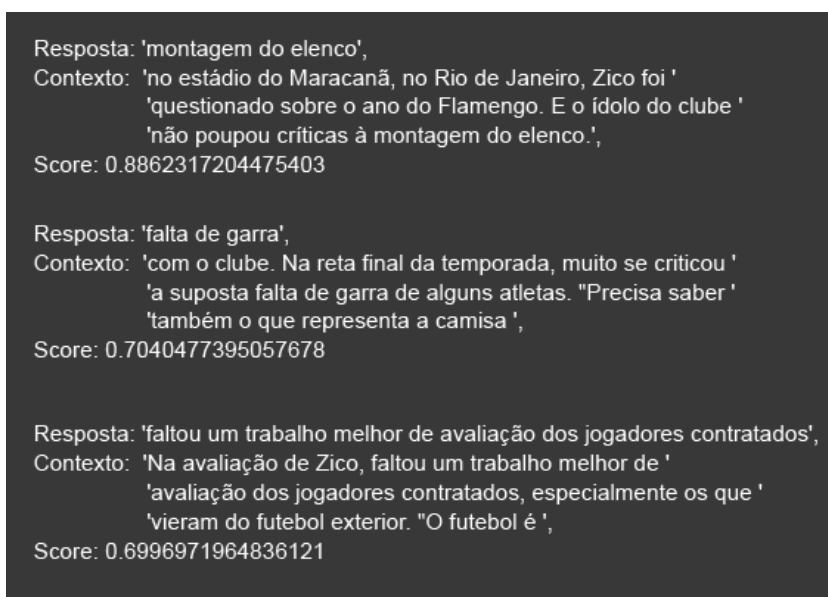 Resposta: 'montagem do elenco',
Contexto: 'no estádio do Maracanã, no Rio de Janeiro, Zico foi '
'questionado sobre o ano do Flamengo. E o ídolo do clube '
'não poupou críticas à montagem do elenco.',
Score: 0.8862317204475403
Resposta: 'falta de garra',
Contexto: 'com o clube. Na reta final da temporada, muito se criticou '
'a suposta falta de garra de alguns atletas. "Precisa saber '
'também o que representa a camisa ',
Score: 0.7040477395057678
Resposta: 'faltou um trabalho melhor de avaliação dos jogadores contratados',
Contexto: 'Na avaliação de Zico, faltou um trabalho melhor de '
'avaliação dos jogadores contratados, especialmente os que '
'vieram do futebol exterior. "O futebol é ',
Score: 0.6996971964836121